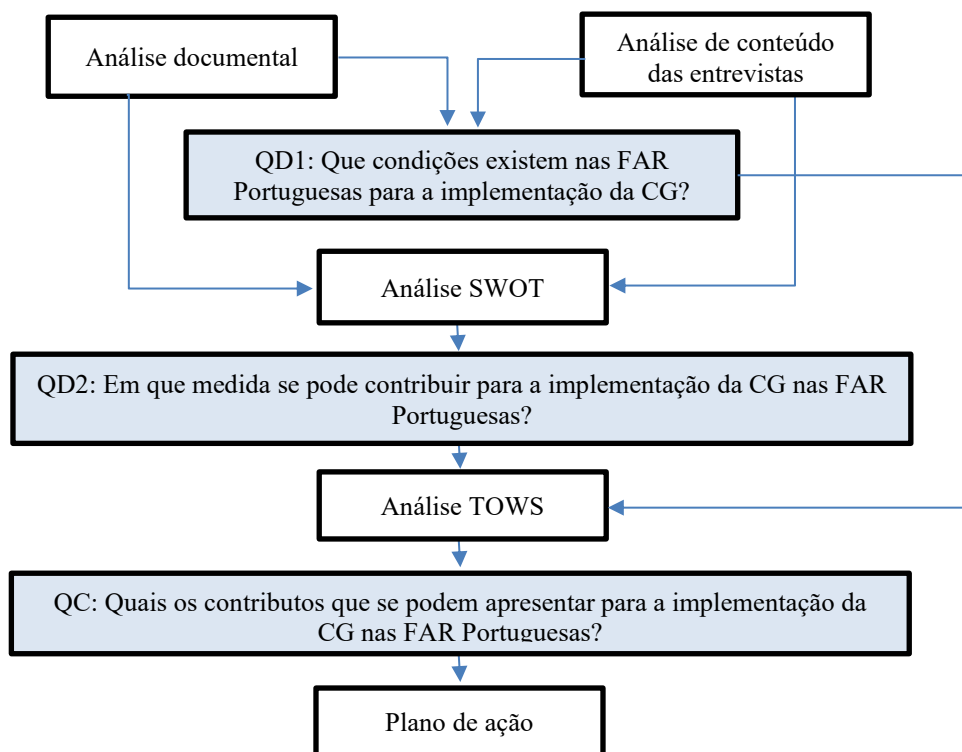 Análise documental
Análise de conteúdo
das entrevistas
QD1: Que condições existem nas FAR
Portuguesas para a implementação da CG?
Análise SWOT
QD2: Em que medida se pode contribuir para a implementação da CG nas FAR
Portuguesas?
Análise TOWS
QC: Quais os contributos que se podem apresentar para a implementação da
CG nas FAR Portuguesas?
Plano de ação